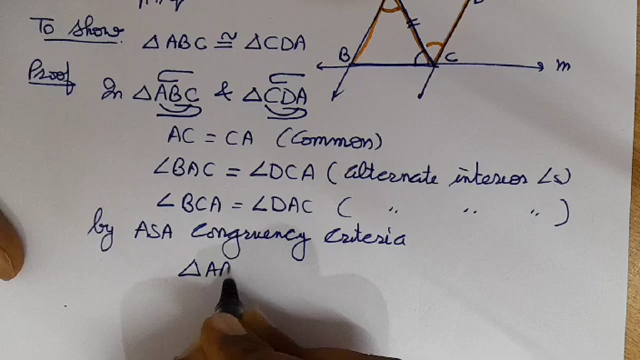 To show: △ABC ≅ △CDA
B C m
Proof In △ABC & △CDA
AC = CA (Common)
∠BAC = ∠DCA (alternate interior ∠s)
∠BCA = ∠DAC ( " " " )
by ASA Congruency Criteria
△A